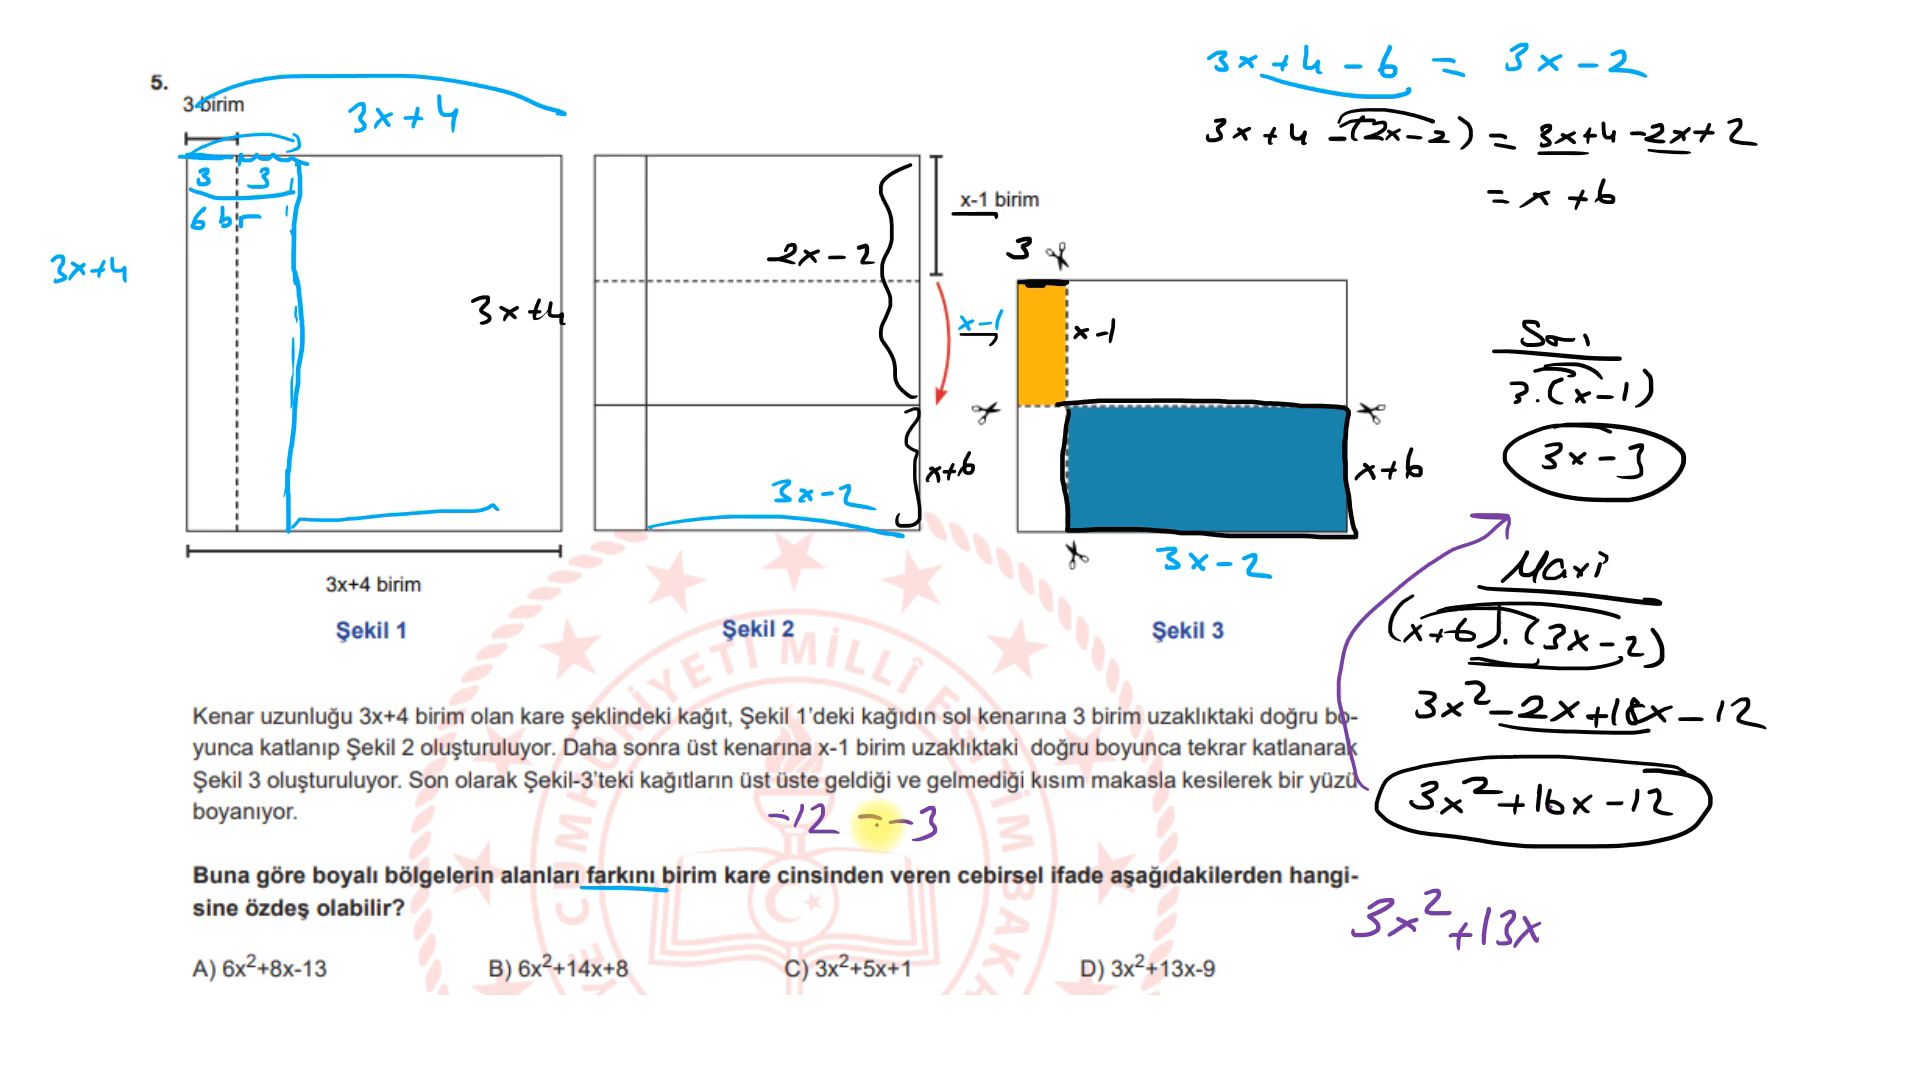 5.
3 birim
3x+4
3 3
6 br
3x+4
3x+4
3x+4 birim
Şekil 1
2x-2
x-1 birim
x-1
x+6
3x-2
Şekil 2
3
x-1
x+6
3x-2
Şekil 3
3x+4-6 = 3x-2
3x+4-(2x-2) = 3x+4-2x+2
= x+6
Sarı
3.(x-1)
3x-3
Mavi
(x+6).(3x-2)
3x²-2x+18x-12
3x²+16x-12
Kenar uzunluğu 3x+4 birim olan kare şeklindeki kağıt, Şekil 1'deki kağıdın sol kenarına 3 birim uzaklıktaki doğru bo-
yunca katlanıp Şekil 2 oluşturuluyor. Daha sonra üst kenarına x-1 birim uzaklıktaki doğru boyunca tekrar katlanarak
Şekil 3 oluşturuluyor. Son olarak Şekil-3'teki kağıtların üst üste geldiği ve gelmediği kısım makasla kesilerek bir yüzü
boyanıyor.
-12 - -3
Buna göre boyalı bölgelerin alanları farkını birim kare cinsinden veren cebirsel ifade aşağıdakilerden hangi-
sine özdeş olabilir?
3x²+13x
A) 6x²+8x-13 B) 6x²+14x+8 C) 3x²+5x+1 D) 3x²+13x-9
CUMHURİYETİ MİLLÎ EĞİTİM BAKA